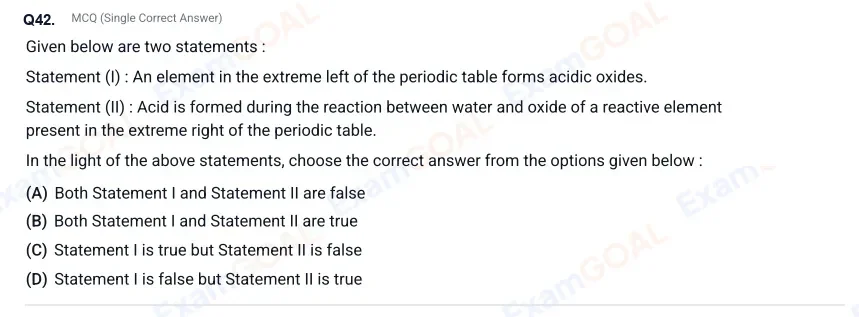 Q42. MCQ (Single Correct Answer)
Given below are two statements :
Statement (I) : An element in the extreme left of the periodic table forms acidic oxides.
Statement (II) : Acid is formed during the reaction between water and oxide of a reactive element
present in the extreme right of the periodic table.
In the light of the above statements, choose the correct answer from the options given below :
(A) Both Statement I and Statement II are false
(B) Both Statement I and Statement II are true
(C) Statement I is true but Statement II is false
(D) Statement I is false but Statement II is true